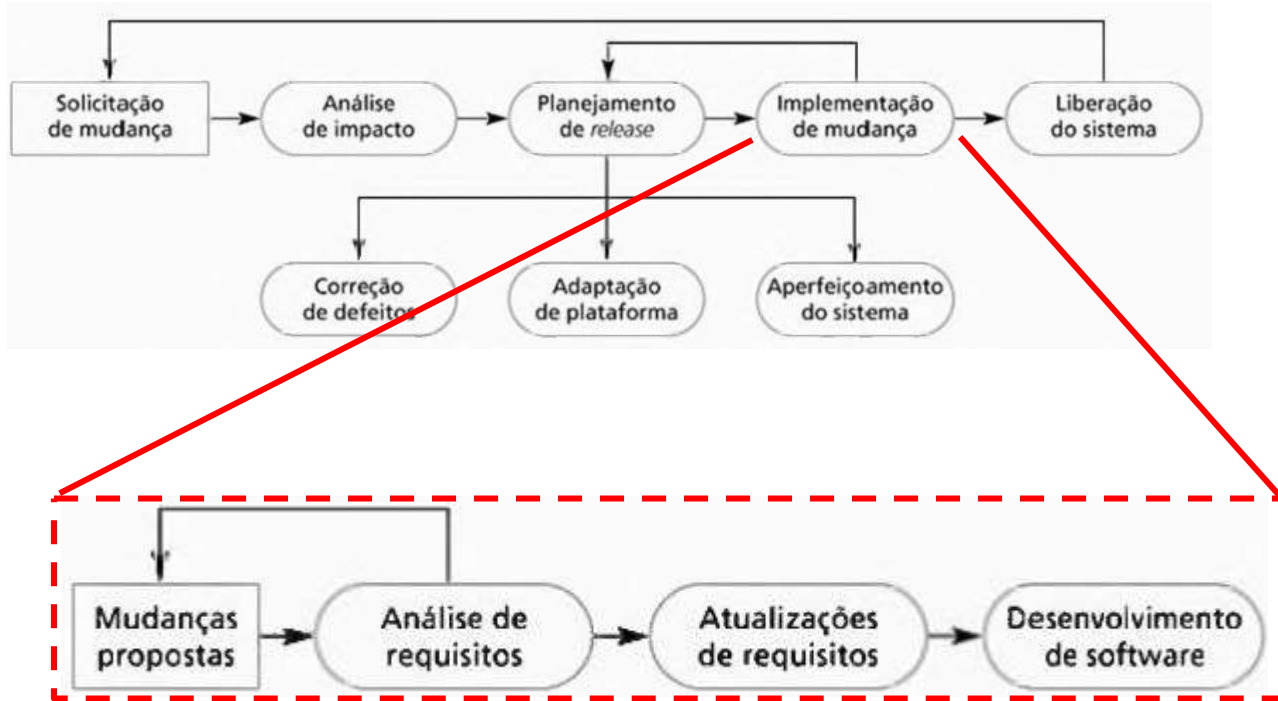 Solicitação
de mudança
Análise
de impacto
Planejamento
de release
Implementação
de mudança
Liberação
do sistema
Correção
de defeitos
Adaptação
de plataforma
Aperfeiçoamento
do sistema
Mudanças
propostas
Análise de
requisitos
Atualizações
de requisitos
Desenvolvimento
de software